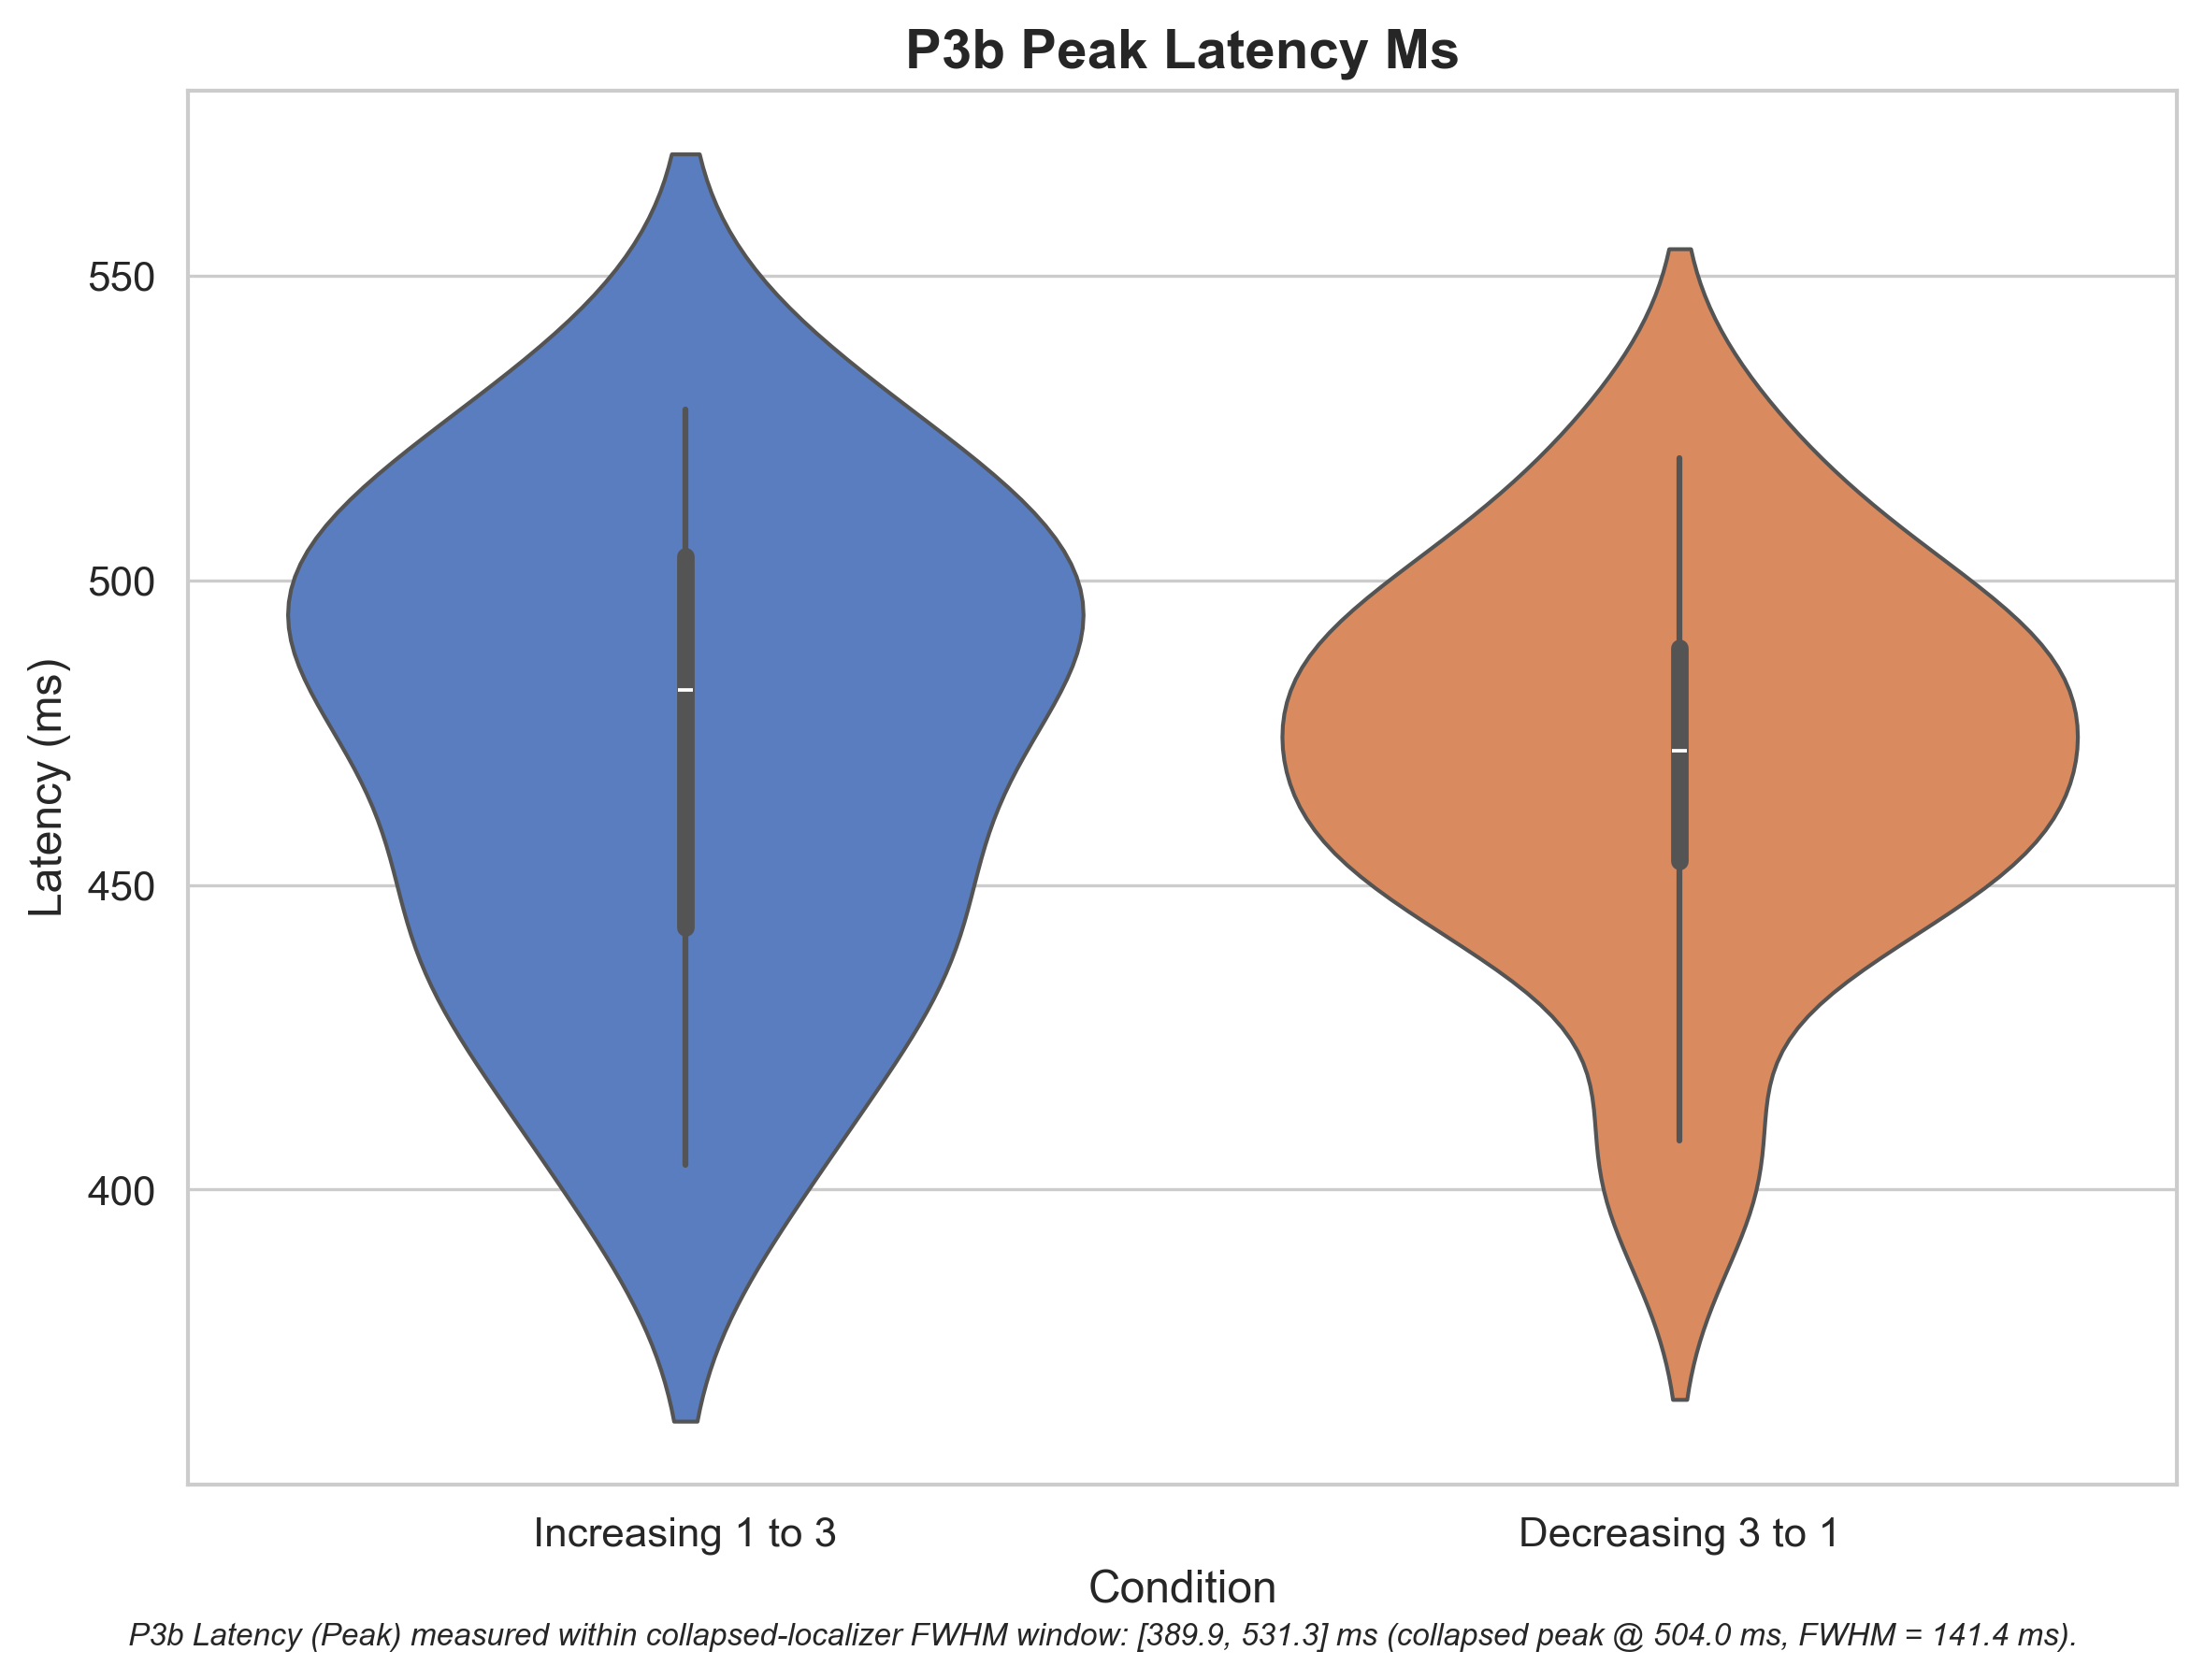 P3b Peak Latency Ms
Latency (ms)
550
500
450
400
Increasing 1 to 3
Decreasing 3 to 1
Condition
P3b Latency (Peak) measured within collapsed-localizer FWHM window: [389.9, 531.3] ms (collapsed peak @ 504.0 ms, FWHM = 141.4 ms).